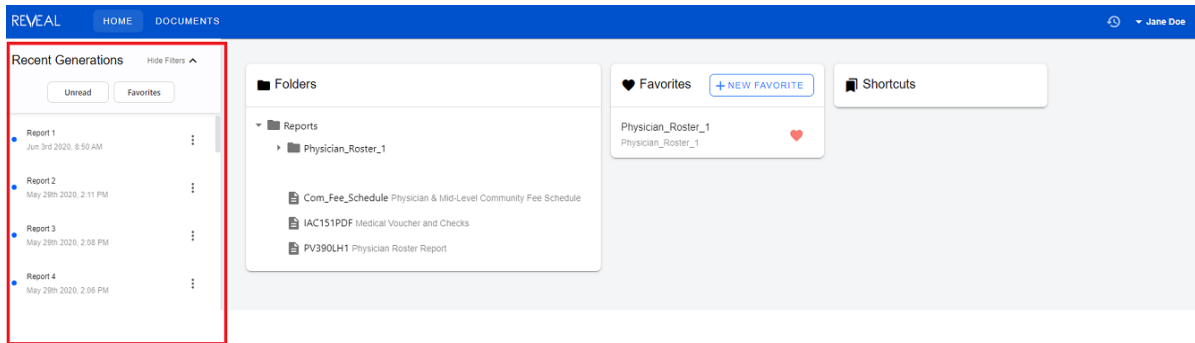 REVEAL HOME DOCUMENTS Jane Doe
Recent Generations Hide Filters
Unread Favorites
Report 1
Jun 3rd 2020, 8:50 AM
Report 2
May 29th 2020, 2:11 PM
Report 3
May 29th 2020, 2:08 PM
Report 4
May 29th 2020, 2:06 PM
Folders
Reports
Physician_Roster_1
Com_Fee_Schedule Physician & Mid-Level Community Fee Schedule
IAC151PDF Medical Voucher and Checks
PV390LH1 Physician Roster Report
Favorites + NEW FAVORITE
Physician_Roster_1
Physician_Roster_1
Shortcuts